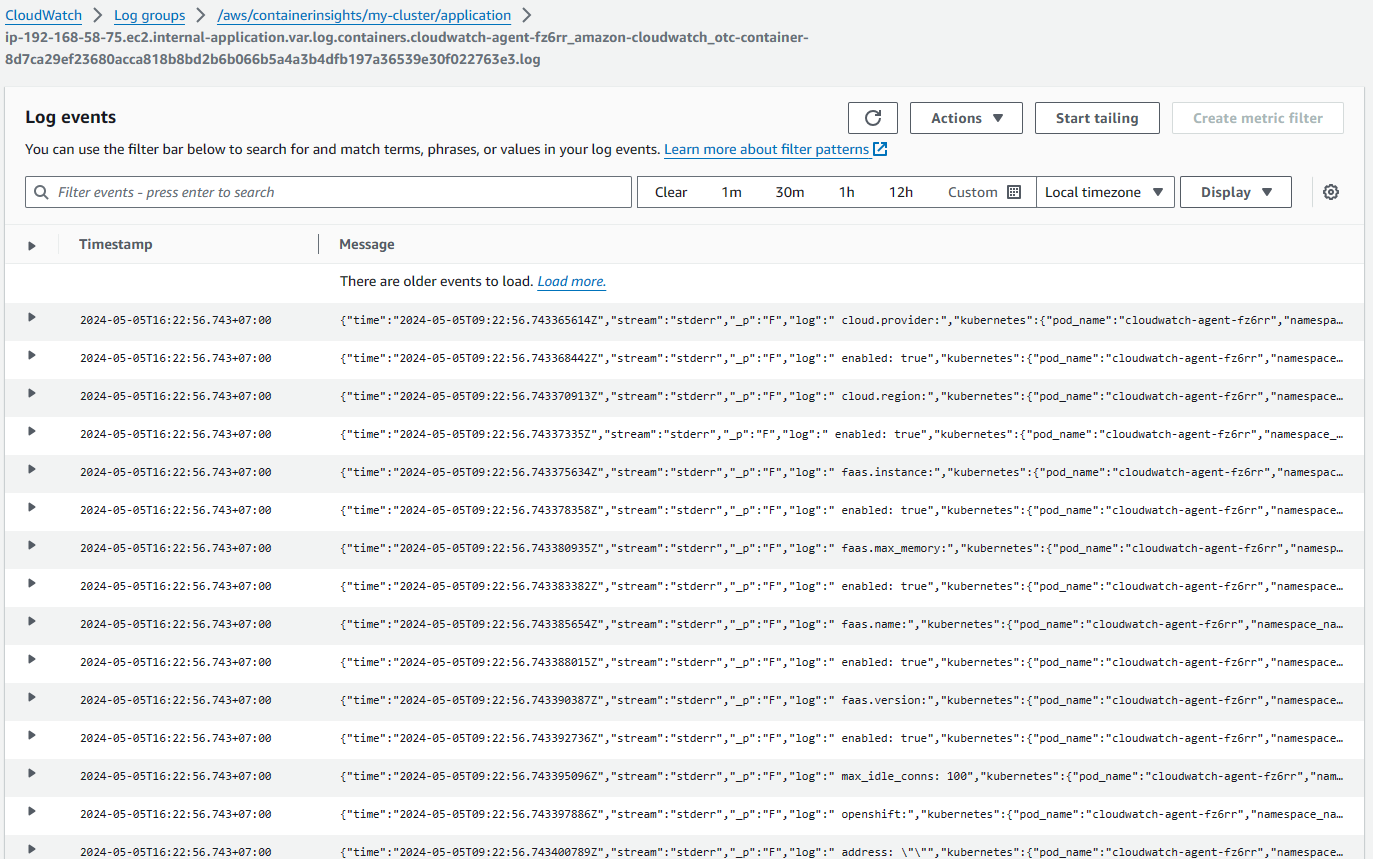 CloudWatch > Log groups > /aws/containerinsights/my-cluster/application >
ip-192-168-58-75.ec2.internal-application.var.log.containers.cloudwatch-agent-fz6rr_amazon-cloudwatch_otc-container-
8d7ca29ef23680acca818b8bd2b6b066b5a4a3b4dfb197a36539e30f022763e3.log
Log events
Actions
Start tailing
Create metric filter
You can use the filter bar below to search for and match terms, phrases, or values in your log events. Learn more about filter patterns
Filter events - press enter to search
Clear 1m 30m 1h 12h Custom
Local timezone
Display
Timestamp Message
There are older events to load. Load more.
2024-05-05T16:22:56.743+07:00 {"time":"2024-05-05T09:22:56.743365614Z","stream":"stderr","_p":"F","log":" cloud.provider:","kubernetes":{"pod_name":"cloudwatch-agent-fz6rr","namespa…
2024-05-05T16:22:56.743+07:00 {"time":"2024-05-05T09:22:56.743368442Z","stream":"stderr","_p":"F","log":" enabled: true","kubernetes":{"pod_name":"cloudwatch-agent-fz6rr","namespace…
2024-05-05T16:22:56.743+07:00 {"time":"2024-05-05T09:22:56.743370913Z","stream":"stderr","_p":"F","log":" cloud.region:","kubernetes":{"pod_name":"cloudwatch-agent-fz6rr","namespace…
2024-05-05T16:22:56.743+07:00 {"time":"2024-05-05T09:22:56.74337335Z","stream":"stderr","_p":"F","log":" enabled: true","kubernetes":{"pod_name":"cloudwatch-agent-fz6rr","namespace_…
2024-05-05T16:22:56.743+07:00 {"time":"2024-05-05T09:22:56.743375634Z","stream":"stderr","_p":"F","log":" faas.instance:","kubernetes":{"pod_name":"cloudwatch-agent-fz6rr","namespac…
2024-05-05T16:22:56.743+07:00 {"time":"2024-05-05T09:22:56.743378358Z","stream":"stderr","_p":"F","log":" enabled: true","kubernetes":{"pod_name":"cloudwatch-agent-fz6rr","namespace…
2024-05-05T16:22:56.743+07:00 {"time":"2024-05-05T09:22:56.743380935Z","stream":"stderr","_p":"F","log":" faas.max_memory:","kubernetes":{"pod_name":"cloudwatch-agent-fz6rr","namesp…
2024-05-05T16:22:56.743+07:00 {"time":"2024-05-05T09:22:56.743383382Z","stream":"stderr","_p":"F","log":" enabled: true","kubernetes":{"pod_name":"cloudwatch-agent-fz6rr","namespace…
2024-05-05T16:22:56.743+07:00 {"time":"2024-05-05T09:22:56.743385654Z","stream":"stderr","_p":"F","log":" faas.name:","kubernetes":{"pod_name":"cloudwatch-agent-fz6rr","namespace_na…
2024-05-05T16:22:56.743+07:00 {"time":"2024-05-05T09:22:56.743388015Z","stream":"stderr","_p":"F","log":" enabled: true","kubernetes":{"pod_name":"cloudwatch-agent-fz6rr","namespace…
2024-05-05T16:22:56.743+07:00 {"time":"2024-05-05T09:22:56.743390387Z","stream":"stderr","_p":"F","log":" faas.version:","kubernetes":{"pod_name":"cloudwatch-agent-fz6rr","namespace…
2024-05-05T16:22:56.743+07:00 {"time":"2024-05-05T09:22:56.743392736Z","stream":"stderr","_p":"F","log":" enabled: true","kubernetes":{"pod_name":"cloudwatch-agent-fz6rr","namespace…
2024-05-05T16:22:56.743+07:00 {"time":"2024-05-05T09:22:56.743395096Z","stream":"stderr","_p":"F","log":" max_idle_conns: 100","kubernetes":{"pod_name":"cloudwatch-agent-fz6rr","nam…
2024-05-05T16:22:56.743+07:00 {"time":"2024-05-05T09:22:56.743397886Z","stream":"stderr","_p":"F","log":" openshift:","kubernetes":{"pod_name":"cloudwatch-agent-fz6rr","namespace_na…
2024-05-05T16:22:56.743+07:00 {"time":"2024-05-05T09:22:56.743400789Z","stream":"stderr","_p":"F","log":" address: \"\"","kubernetes":{"pod_name":"cloudwatch-agent-fz6rr","namespace…